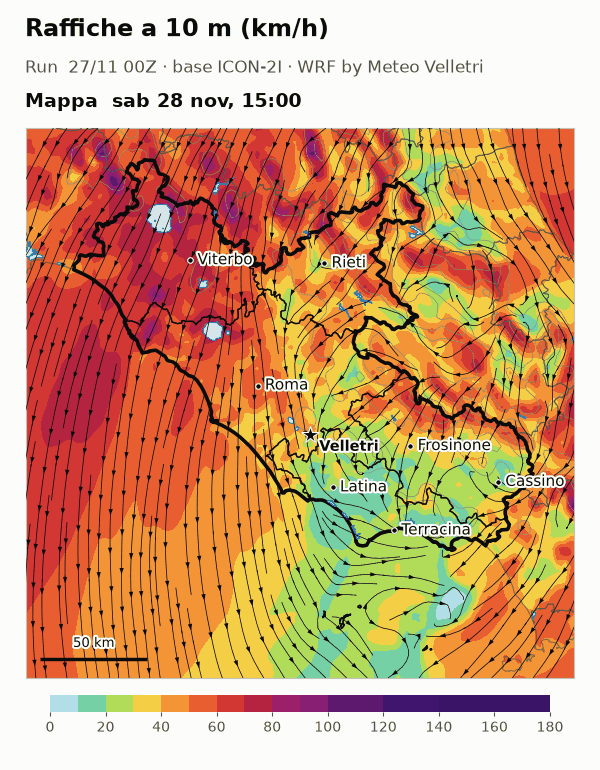 Raffiche a 10 m (km/h)
Run  27/11 00Z · base ICON-2I · WRF by Meteo Velletri
Mappa  sab 28 nov, 15:00
Viterbo
Rieti
Roma
Velletri
Frosinone
Latina
Cassino
Terracina
50 km
0 20 40 60 80 100 120 140 160 180